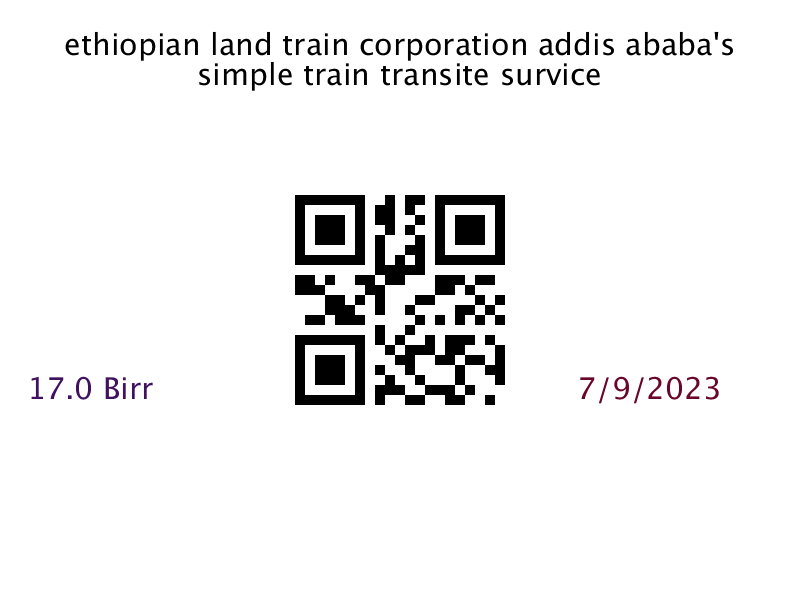 ethiopian land train corporation addis ababa's
simple train transite survice
17.0 Birr
7/9/2023